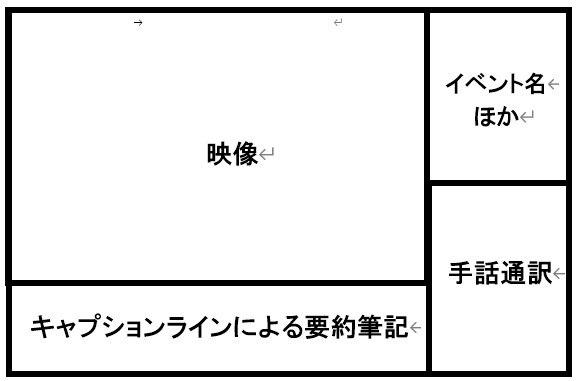 映像
イベント名
ほか
手話通訳
キャプションラインによる要約筆記